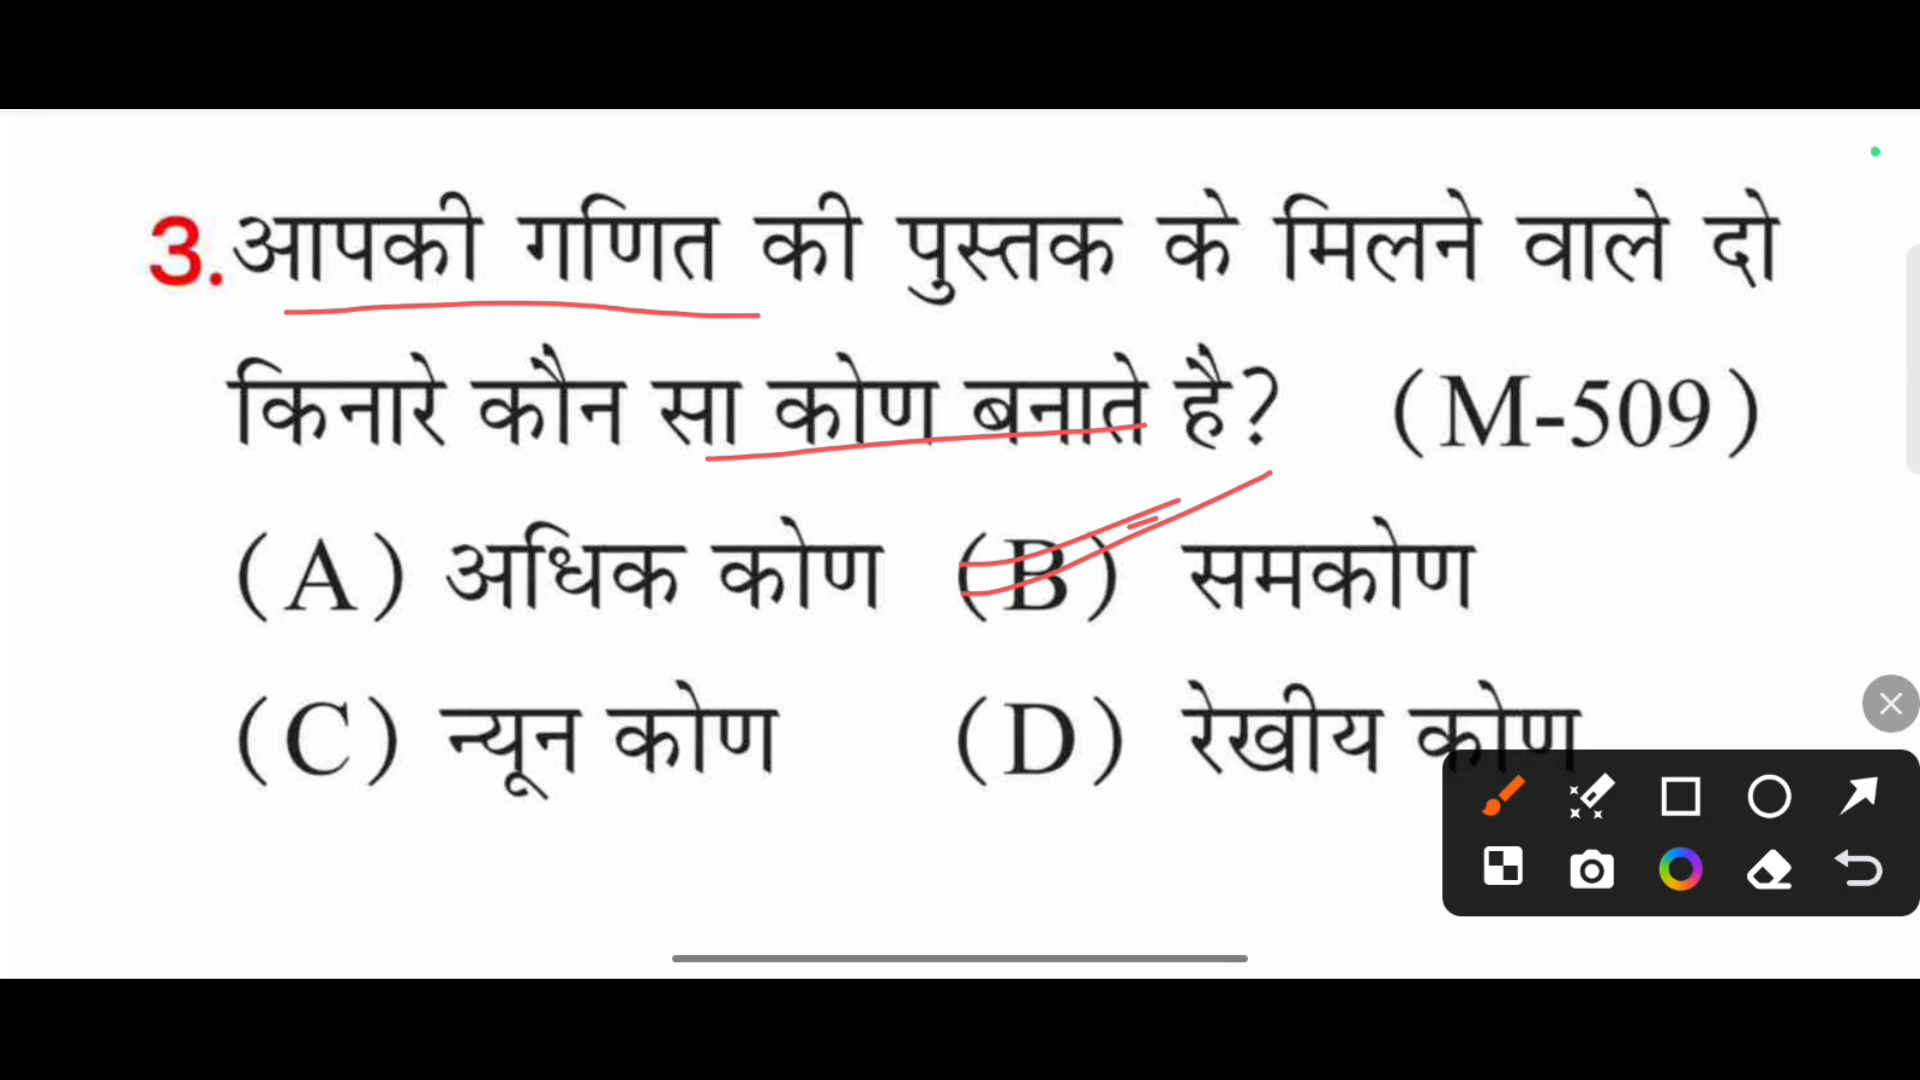 3.आपकी गणित की पुस्तक के मिलने वाले दो
किनारे कौन सा कोण बनाते है? (M-509)
(A) अधिक कोण (B) समकोण
(C) न्यून कोण (D) रेखीय कोण